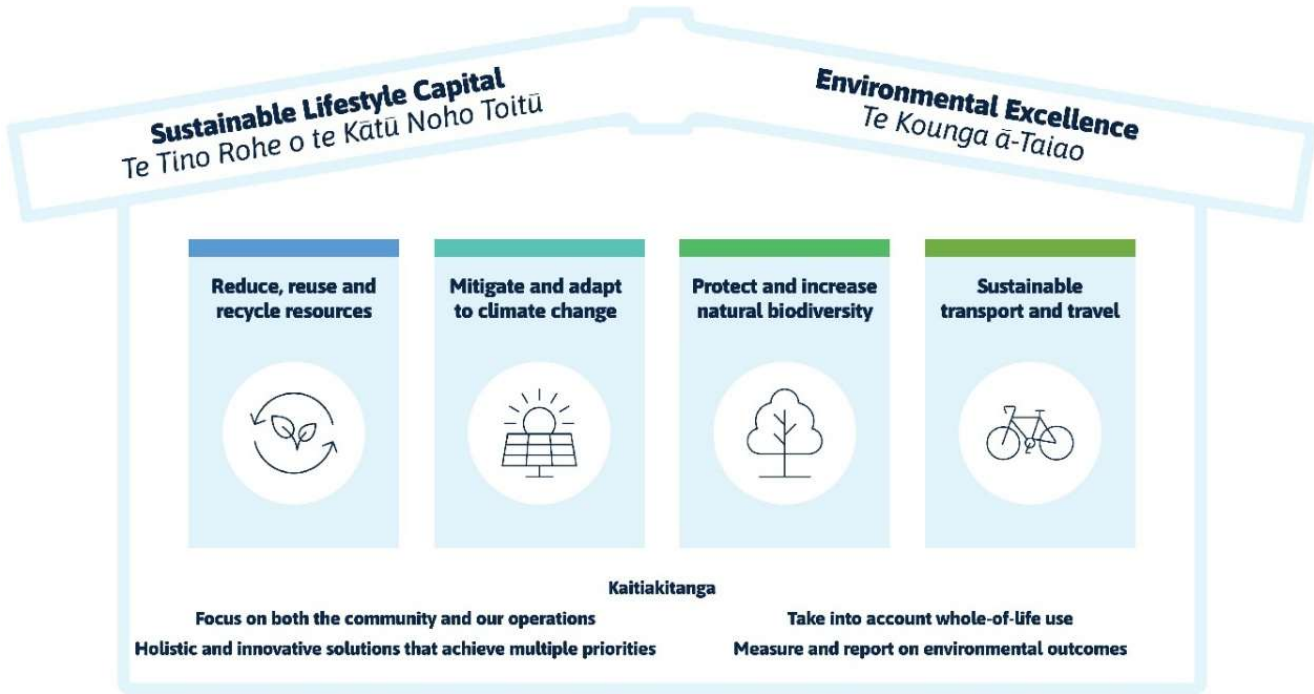 Sustainable Lifestyle Capital
Te Tino Rohe o te Kātū Noho Toitū
Environmental Excellence
Te Kounga ā-Taiao
Reduce, reuse and
recycle resources
Mitigate and adapt
to climate change
Protect and increase
natural biodiversity
Sustainable
transport and travel
Kaitiakitanga
Focus on both the community and our operations
Take into account whole-of-life use
Holistic and innovative solutions that achieve multiple priorities
Measure and report on environmental outcomes